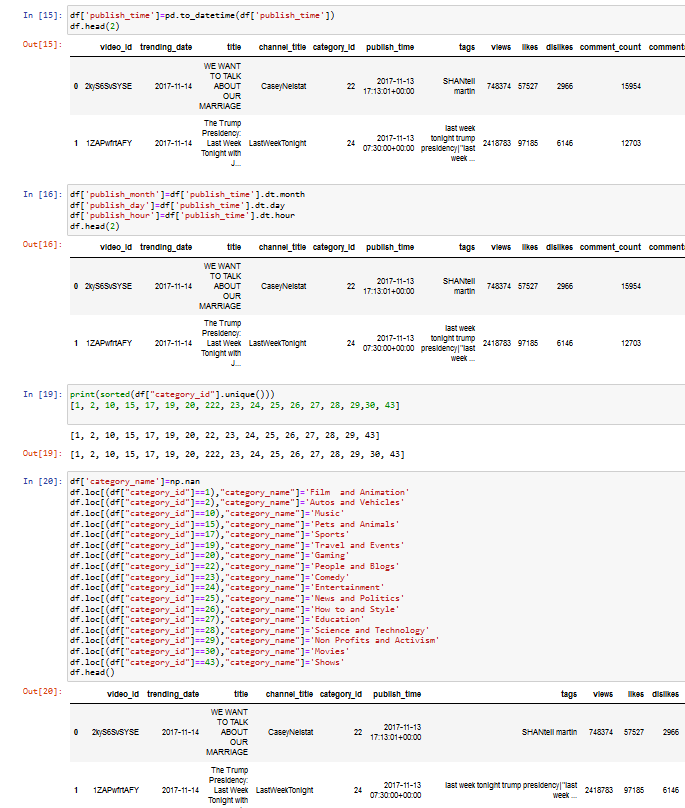 In [15]: df['publish_time']=pd.to_datetime(df['publish_time'])
df.head(2)
Out[15]: video_id trending_date title channel_title category_id publish_time tags views likes dislikes comment_count comment
WE WANT
TO TALK
0 2kyS6SvSYSE 2017-11-14 ABOUT CaseyNeistat 22 2017-11-13 17:13:01+00:00 SHANtell martin 748374 57527 2966 15954
OUR
MARRIAGE
The Trump
Presidency:
1 1ZAPwfrtAFY 2017-11-14 Last Week LastWeekTonight 24 2017-11-13 07:30:00+00:00 last week tonight trump presidency|"last week ... 2418783 97185 6146 12703
Tonight with
J...
In [16]: df['publish_month']=df['publish_time'].dt.month
df['publish_day']=df['publish_time'].dt.day
df['publish_hour']=df['publish_time'].dt.hour
df.head(2)
Out[16]: video_id trending_date title channel_title category_id publish_time tags views likes dislikes comment_count comment
WE WANT
TO TALK
0 2kyS6SvSYSE 2017-11-14 ABOUT CaseyNeistat 22 2017-11-13 17:13:01+00:00 SHANtell martin 748374 57527 2966 15954
OUR
MARRIAGE
The Trump
Presidency:
1 1ZAPwfrtAFY 2017-11-14 Last Week LastWeekTonight 24 2017-11-13 07:30:00+00:00 last week tonight trump presidency|"last week ... 2418783 97185 6146 12703
Tonight with
J...
In [19]: print(sorted(df["category_id"].unique()))
[1, 2, 10, 15, 17, 19, 20, 222, 23, 24, 25, 26, 27, 28, 29,30, 43]
[1, 2, 10, 15, 17, 19, 20, 22, 23, 24, 25, 26, 27, 28, 29, 43]
Out[19]: [1, 2, 10, 15, 17, 19, 20, 222, 23, 24, 25, 26, 27, 28, 29, 30, 43]
In [20]: df['category_name']=np.nan
df.loc[(df["category_id"]==1),"category_name"]='Film  and Animation'
df.loc[(df["category_id"]==2),"category_name"]='Autos and Vehicles'
df.loc[(df["category_id"]==10),"category_name"]='Music'
df.loc[(df["category_id"]==15),"category_name"]='Pets and Animals'
df.loc[(df["category_id"]==17),"category_name"]='Sports'
df.loc[(df["category_id"]==19),"category_name"]='Travel and Events'
df.loc[(df["category_id"]==20),"category_name"]='Gaming'
df.loc[(df["category_id"]==22),"category_name"]='People and Blogs'
df.loc[(df["category_id"]==23),"category_name"]='Comedy'
df.loc[(df["category_id"]==24),"category_name"]='Entertainment'
df.loc[(df["category_id"]==25),"category_name"]='News and Politics'
df.loc[(df["category_id"]==26),"category_name"]='How to and Style'
df.loc[(df["category_id"]==27),"category_name"]='Education'
df.loc[(df["category_id"]==28),"category_name"]='Science and Technology'
df.loc[(df["category_id"]==29),"category_name"]='Non Profits and Activism'
df.loc[(df["category_id"]==30),"category_name"]='Movies'
df.loc[(df["category_id"]==43),"category_name"]='Shows'
df.head()
Out[20]: video_id trending_date title channel_title category_id publish_time tags views likes dislikes
WE WANT
TO TALK
0 2kyS6SvSYSE 2017-11-14 ABOUT CaseyNeistat 22 2017-11-13 17:13:01+00:00 SHANtell martin 748374 57527 2966
OUR
MARRIAGE
The Trump
Presidency:
1 1ZAPwfrtAFY 2017-11-14 Last Week LastWeekTonight 24 2017-11-13 07:30:00+00:00 last week tonight trump presidency|"last week ... 2418783 97185 6146
Tonight with